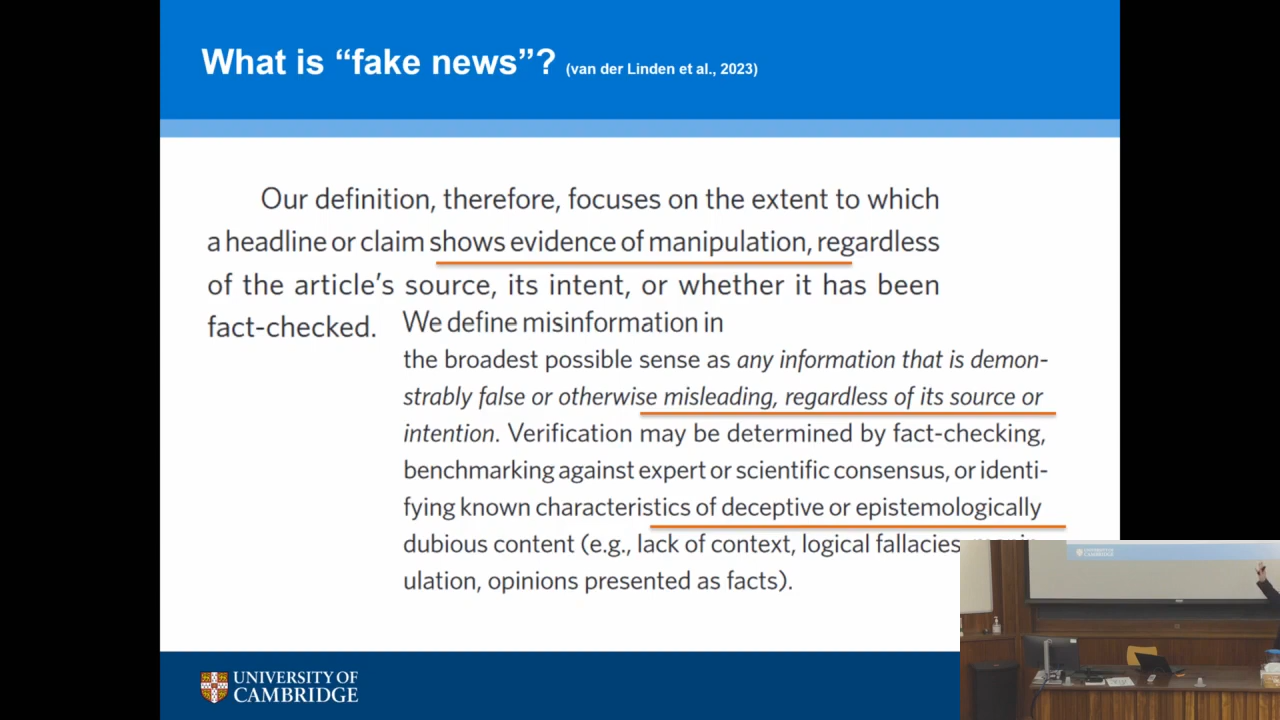 What is “fake news”? (van der Linden et al., 2023)
Our definition, therefore, focuses on the extent to which
a headline or claim shows evidence of manipulation, regardless
of the article’s source, its intent, or whether it has been
fact-checked.
We define misinformation in
the broadest possible sense as any information that is demon-
strably false or otherwise misleading, regardless of its source or
intention. Verification may be determined by fact-checking,
benchmarking against expert or scientific consensus, or identi-
fying known characteristics of deceptive or epistemologically
dubious content (e.g., lack of context, logical fallacies
ulation, opinions presented as facts).
UNIVERSITY OF
CAMBRIDGE
UNIVERSITY OF
CAMBRIDGE